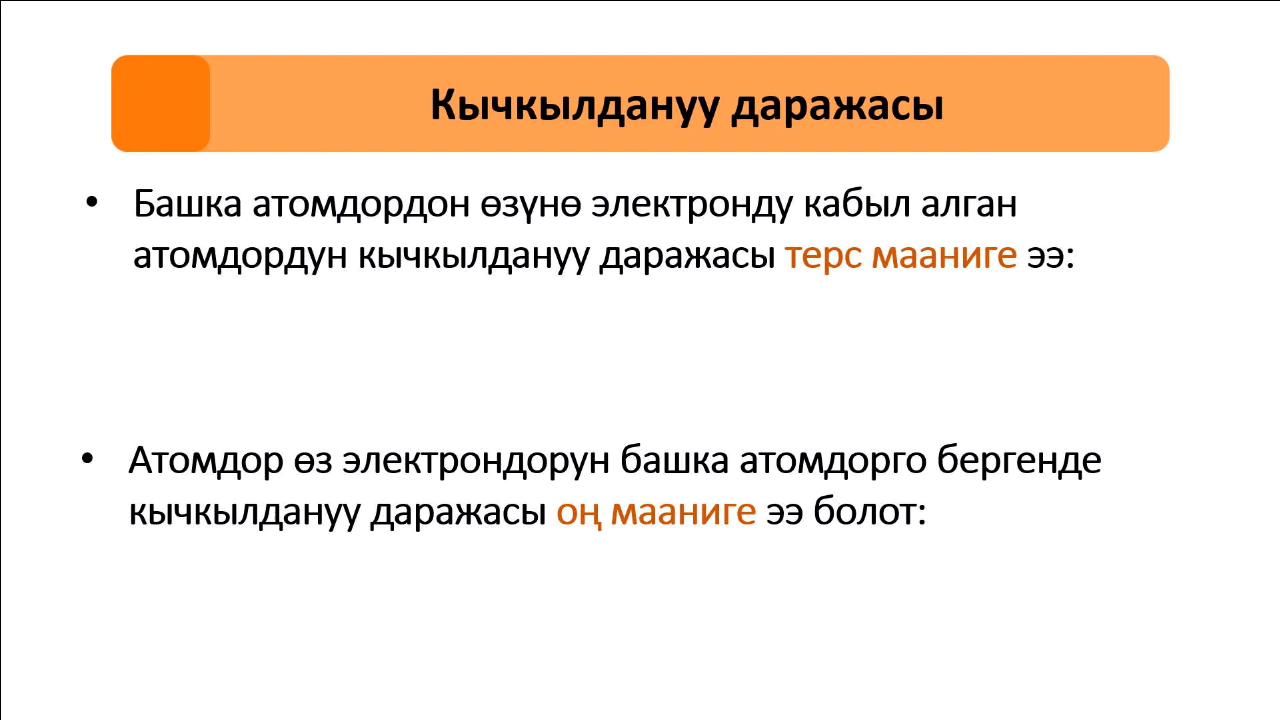 Кычкылдануу даражасы
• Башка атомдордон өзүнө электронду кабыл алган
атомдордун кычкылдануу даражасы терс мааниге ээ:
• Атомдор өз электрондорун башка атомдорго бергенде
кычкылдануу даражасы оң мааниге ээ болот: